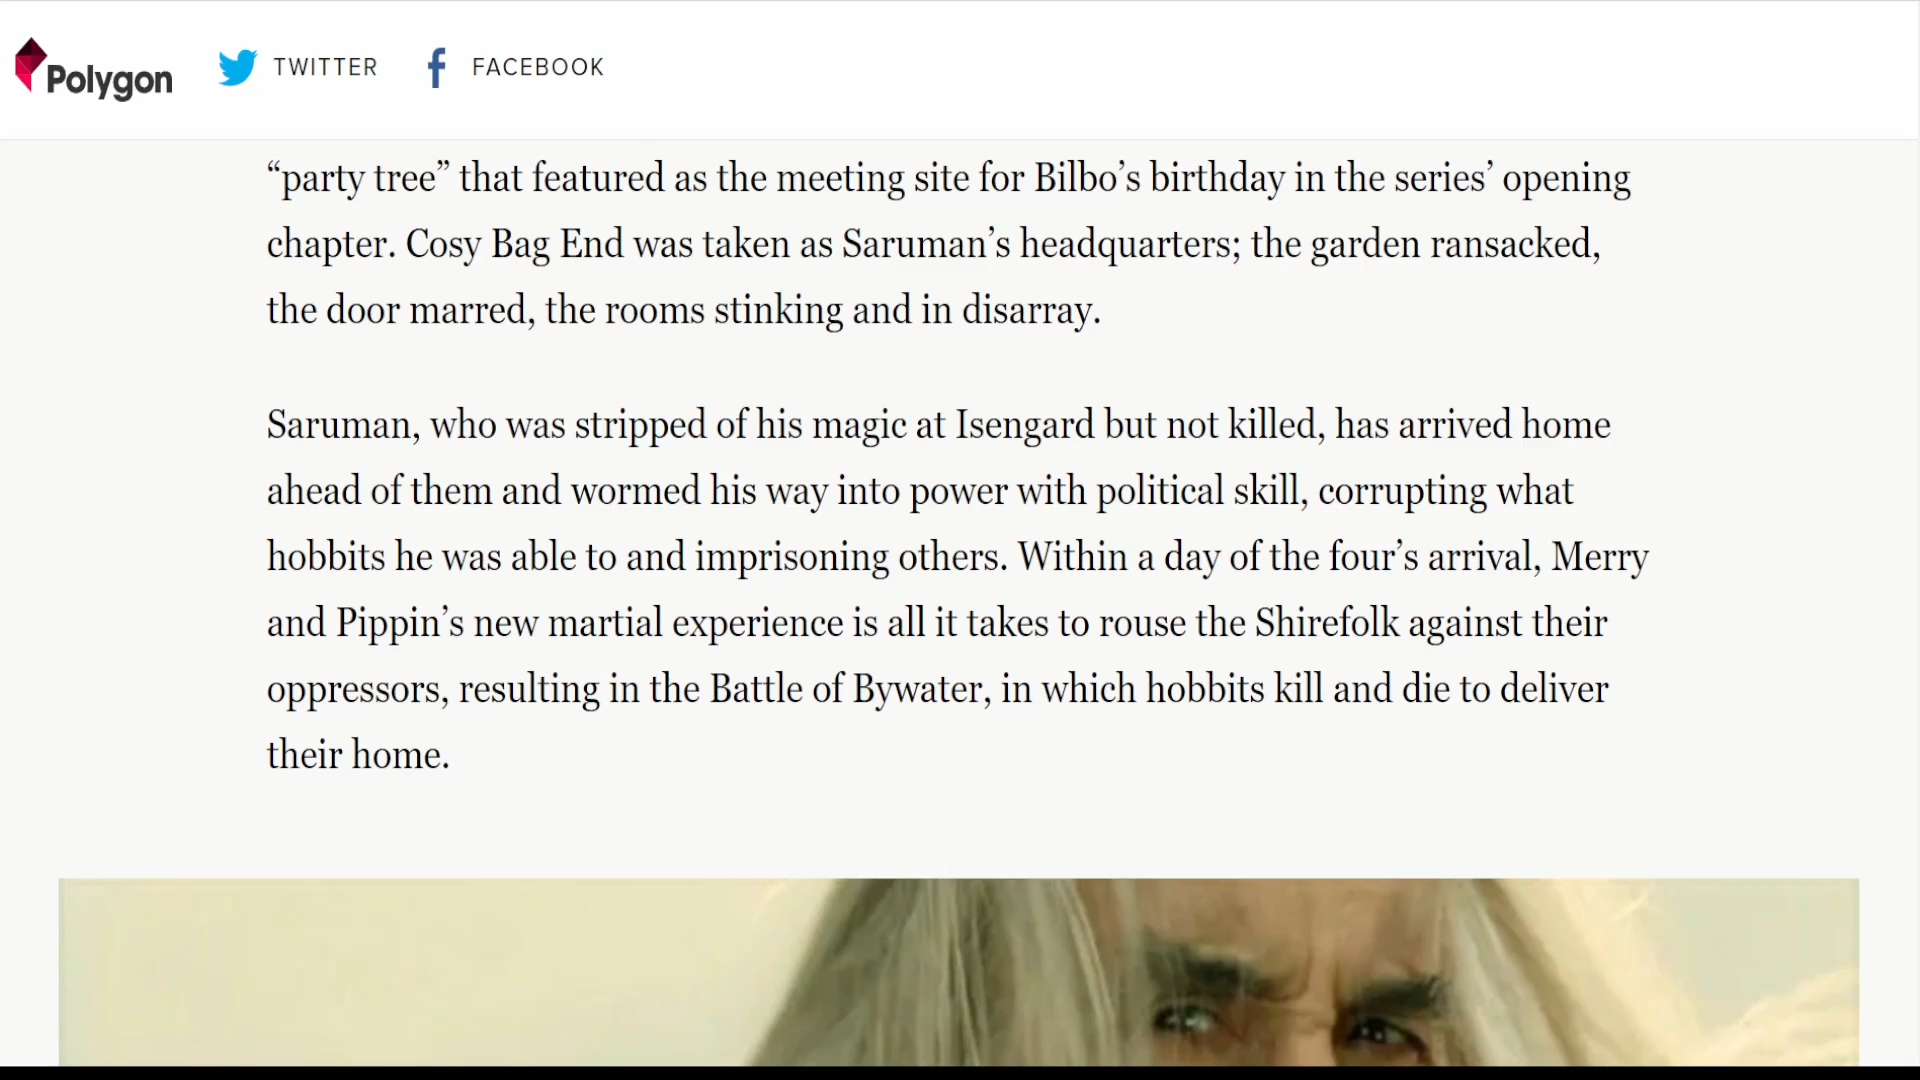 Polygon TWITTER FACEBOOK
“party tree” that featured as the meeting site for Bilbo’s birthday in the series’ opening
chapter. Cosy Bag End was taken as Saruman’s headquarters; the garden ransacked,
the door marred, the rooms stinking and in disarray.
Saruman, who was stripped of his magic at Isengard but not killed, has arrived home
ahead of them and wormed his way into power with political skill, corrupting what
hobbits he was able to and imprisoning others. Within a day of the four’s arrival, Merry
and Pippin’s new martial experience is all it takes to rouse the Shirefolk against their
oppressors, resulting in the Battle of Bywater, in which hobbits kill and die to deliver
their home.